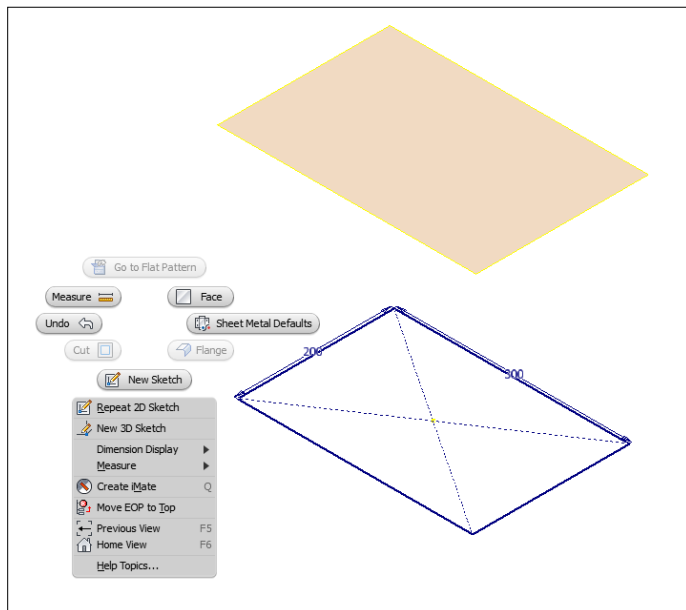 Go to Flat Pattern
Measure
Face
Undo
Sheet Metal Defaults
Cut
Flange
New Sketch
Repeat 2D Sketch
New 3D Sketch
Dimension Display
Measure
Create iMate Q
Move EOP to Top
Previous View F5
Home View F6
Help Topics...
200
300